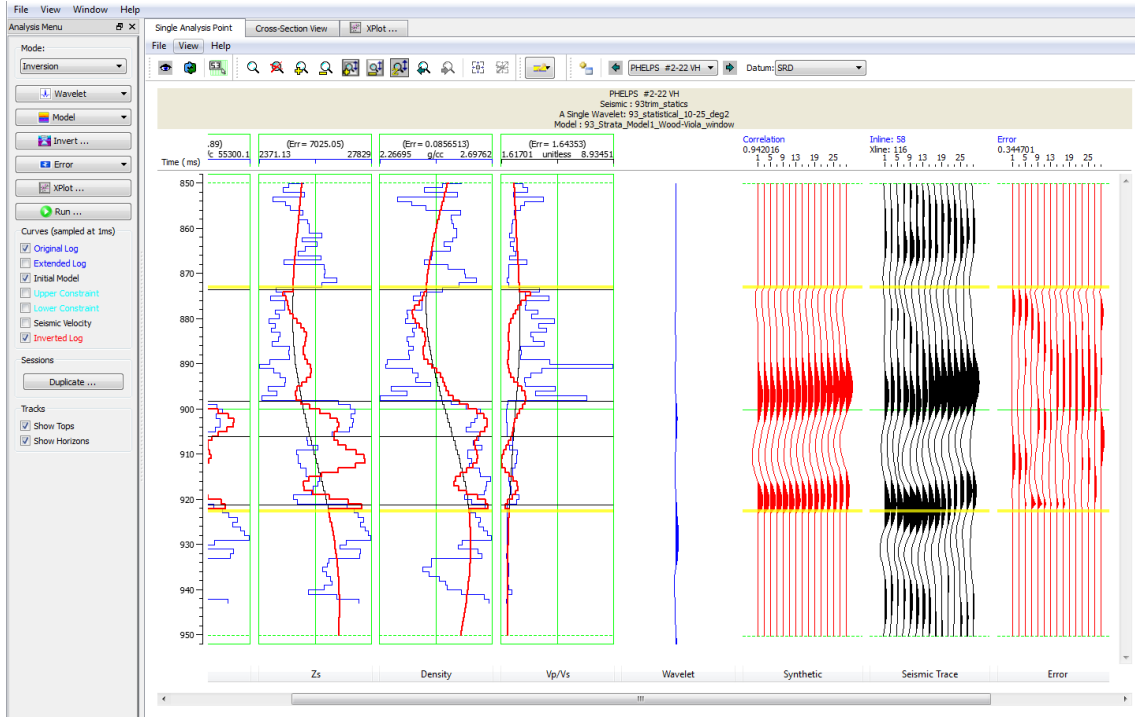 File View Window Help
Analysis Menu
Mode:
Inversion
Wavelet
Model
Invert ...
Error
XPlot ...
Run ...
Curves (sampled at 1ms)
Original Log
Extended Log
Initial Model
Upper Constraint
Lower Constraint
Seismic Velocity
Inverted Log
Sessions
Duplicate ...
Tracks
Show Tops
Show Horizons
Single Analysis Point Cross-Section View XPlot ...
File View Help
PHELPS #2-22 VH Datum: SRD
PHELPS #2-22 VH
Seismic : 93trim_statics
A Single Wavelet: 93_statistical_10-25_deg2
Model : 93_Strata_Model1_Wood-Viola_window
.89) (Err= 7025.05) (Err= 0.0856513) (Err= 1.64353) Correlation Inline: 58 Error
55300.1 2371.13 27829 2.26695 g/cc 2.69762 1.61701 unitless 8.93451 0.942016 Xline: 116 0.344701
Time (ms) 1 5 9 13 19 25 1 5 9 13 19 25 1 5 9 13 19 25
850
860
870
880
890
900
910
920
930
940
950
Zs Density Vp/Vs Wavelet Synthetic Seismic Trace Error